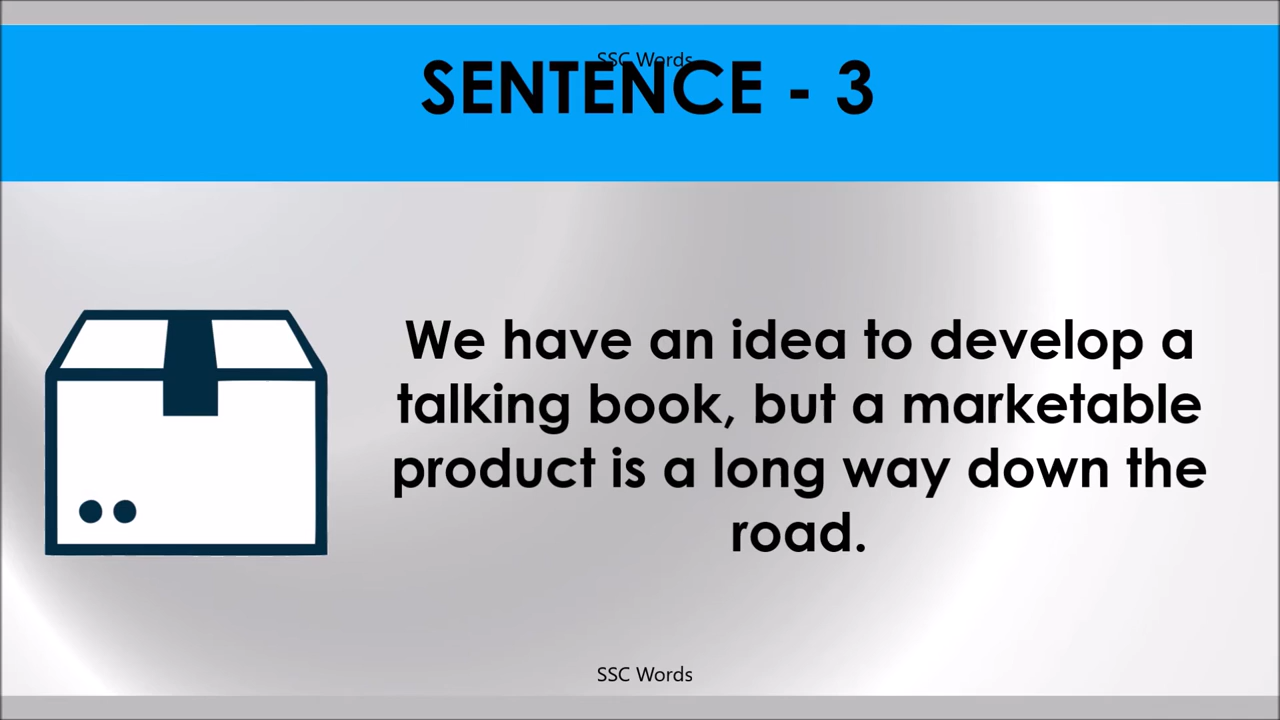 SSC Words
SENTENCE - 3
We have an idea to develop a
talking book, but a marketable
product is a long way down the
road.
SSC Words